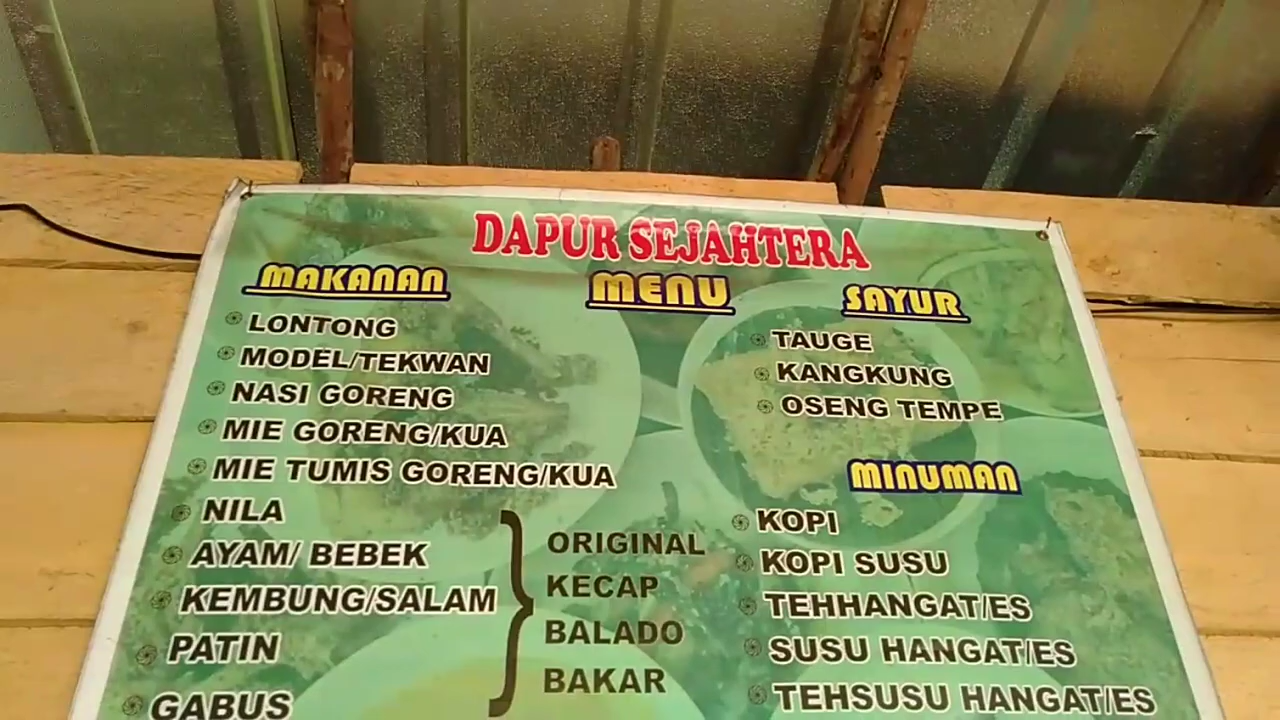 DAPUR SEJAHTERA
MENU
MAKANAN
LONTONG
MODEL/TEKWAN
NASI GORENG
MIE GORENG/KUA
MIE TUMIS GORENG/KUA
NILA
AYAM/ BEBEK
KEMBUNG/SALAM
PATIN
GABUS
ORIGINAL
KECAP
BALADO
BAKAR
SAYUR
TAUGE
KANGKUNG
OSENG TEMPE
MINUMAN
KOPI
KOPI SUSU
TEHHANGAT/ES
SUSU HANGAT/ES
TEHSUSU HANGAT/ES